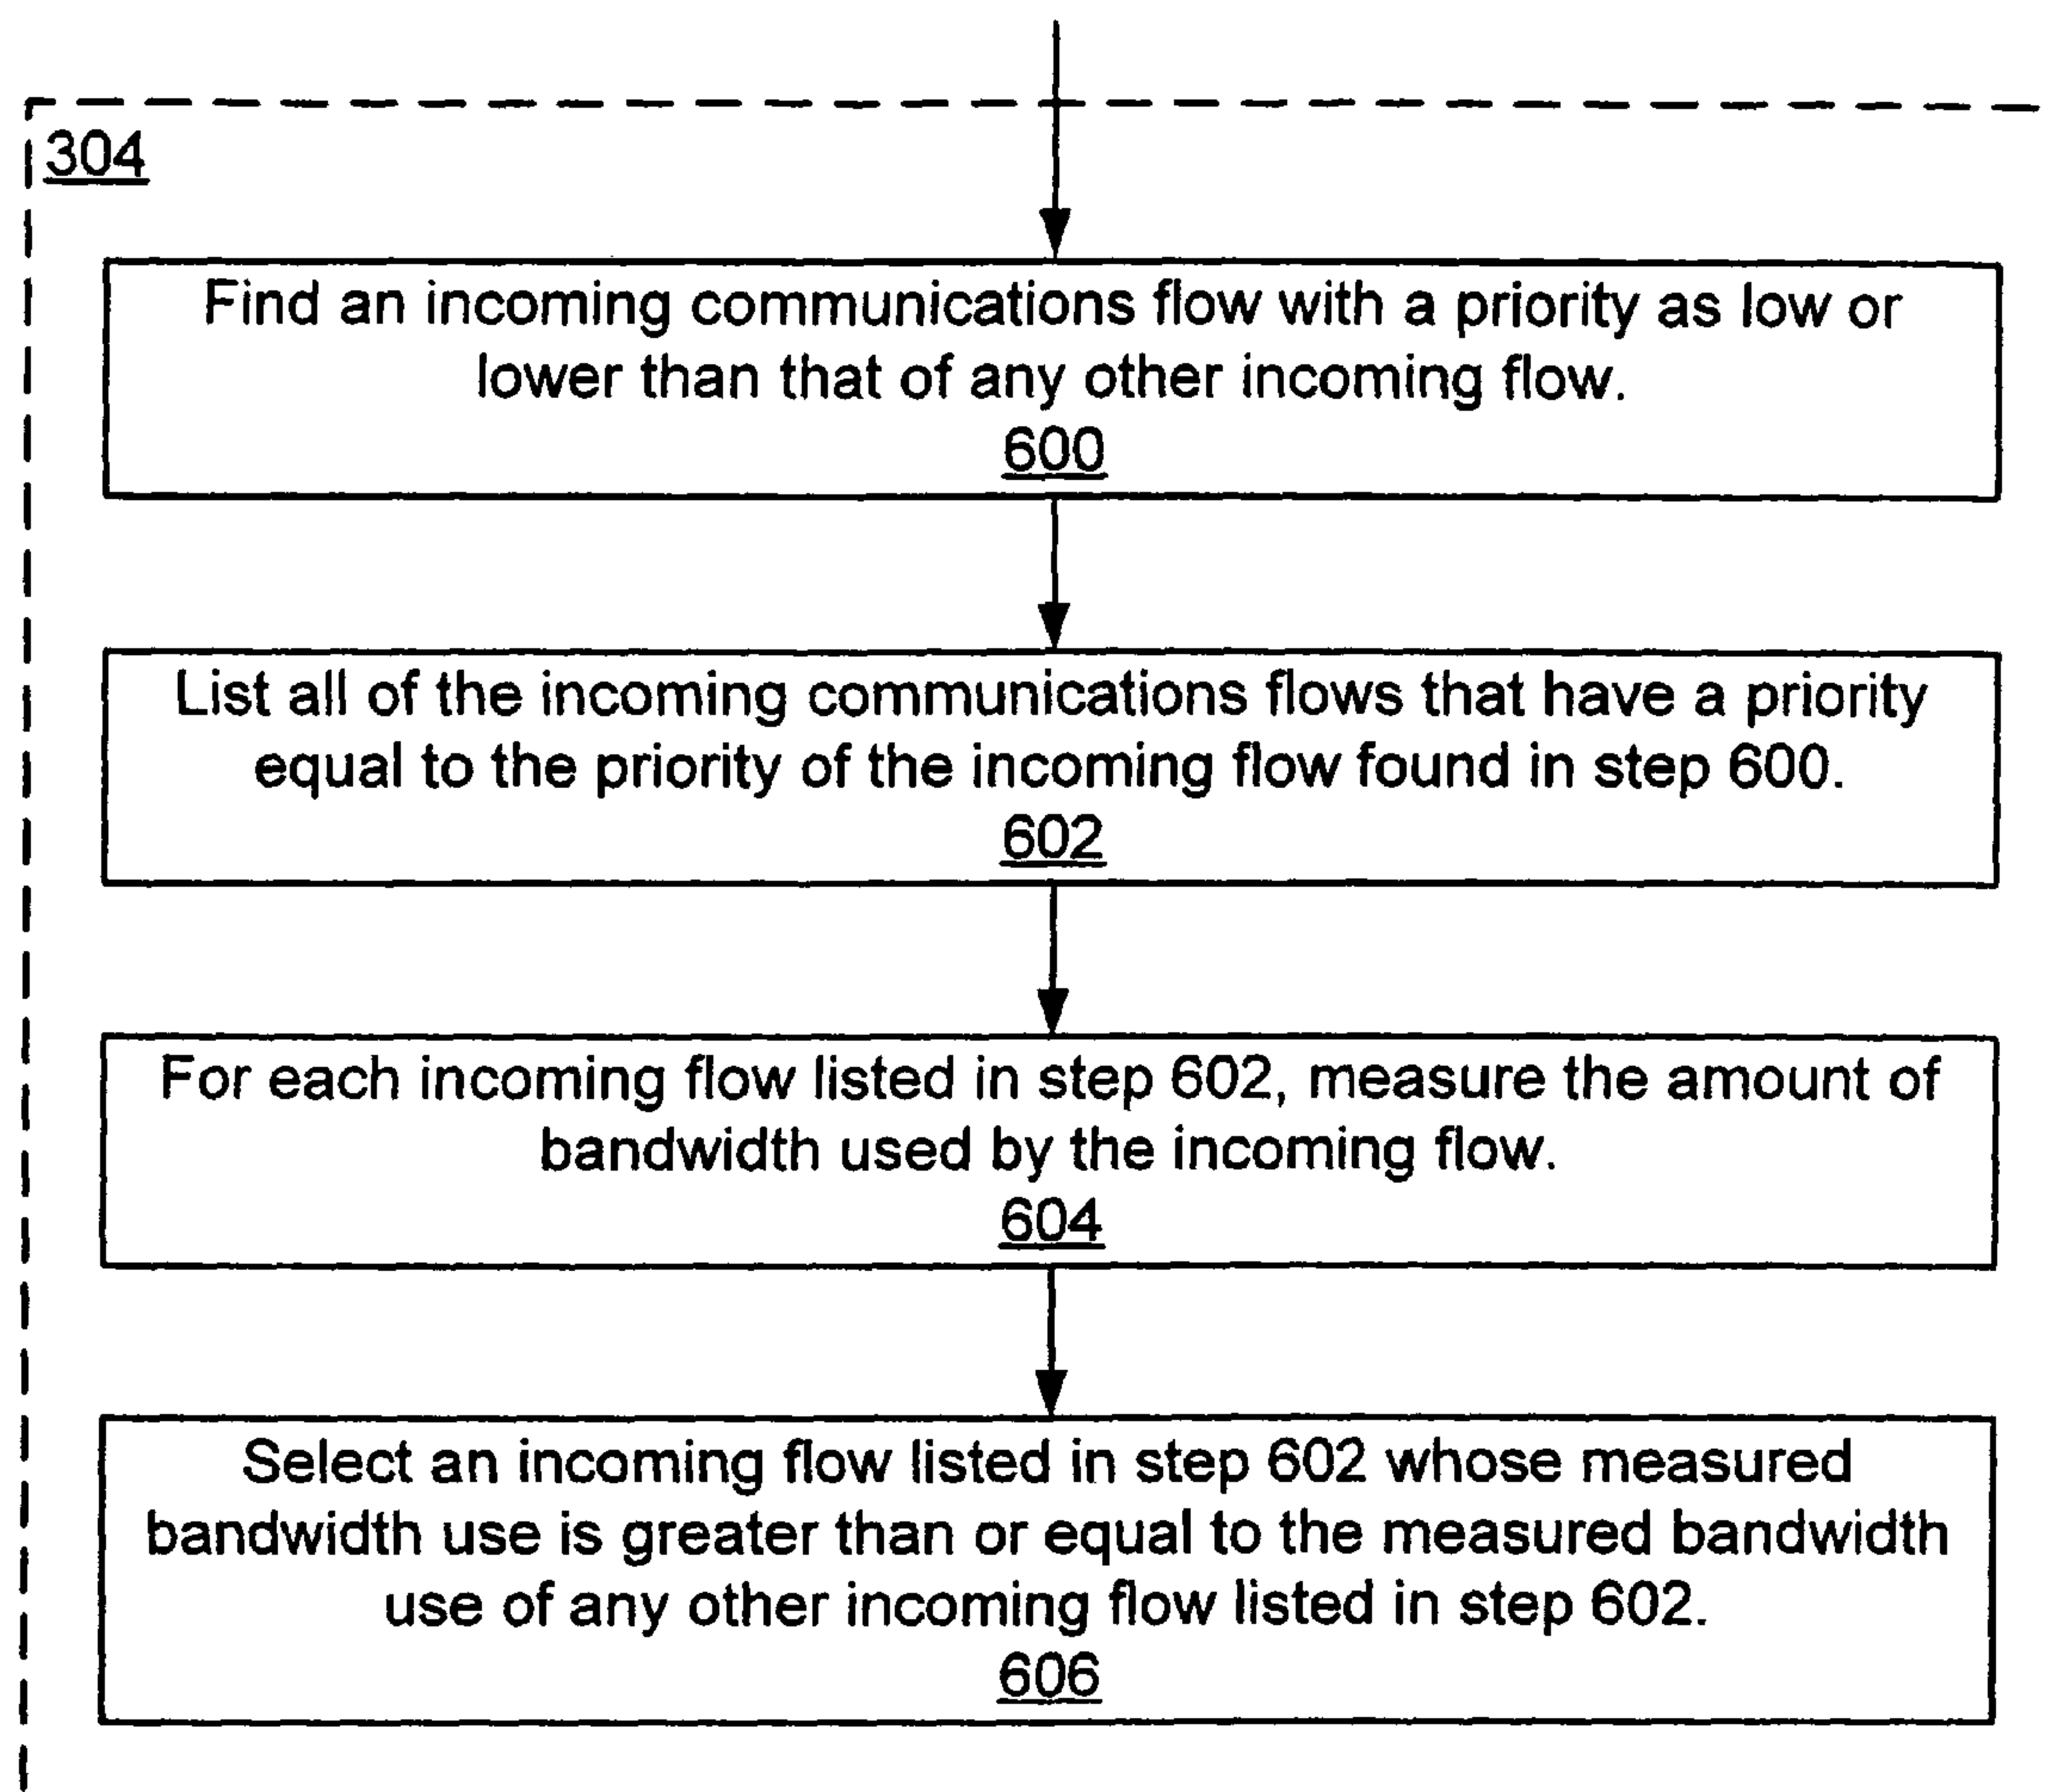 304
Find an incoming communications flow with a priority as low or
lower than that of any other incoming flow.
600
List all of the incoming communications flows that have a priority
equal to the priority of the incoming flow found in step 600.
602
For each incoming flow listed in step 602, measure the amount of
bandwidth used by the incoming flow.
604
Select an incoming flow listed in step 602 whose measured
bandwidth use is greater than or equal to the measured bandwidth
use of any other incoming flow listed in step 602.
606